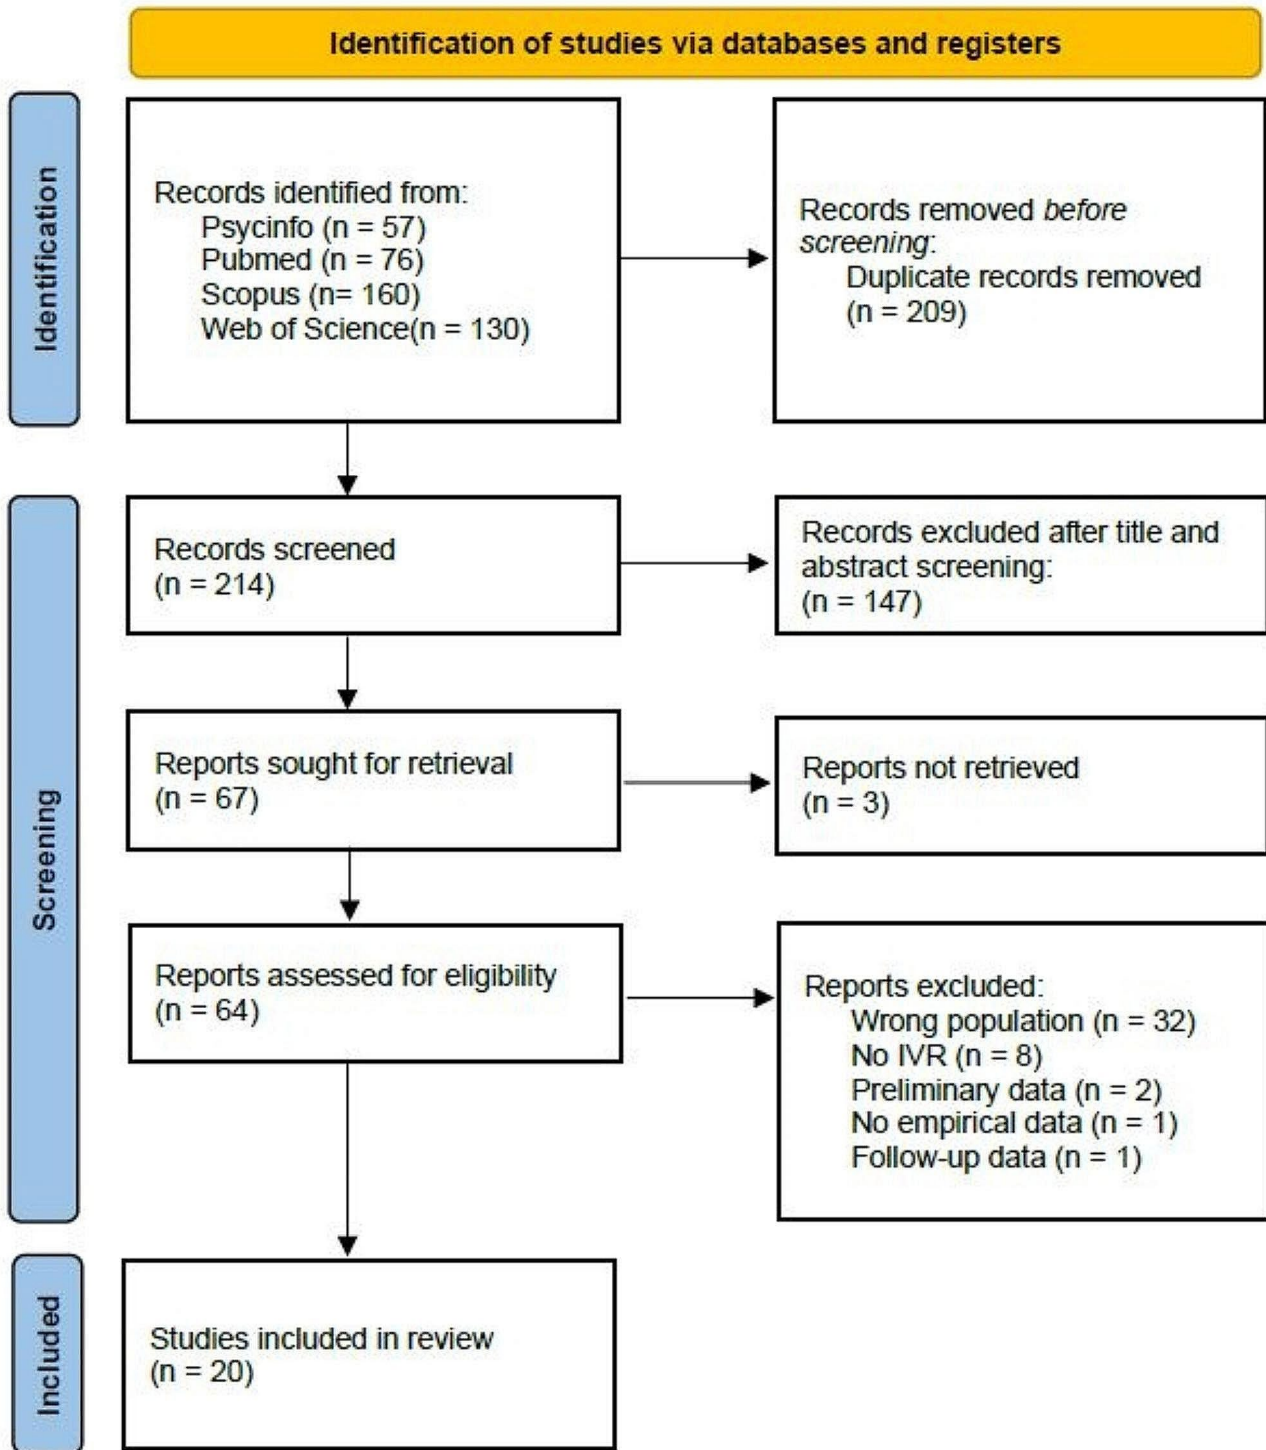 Identification of studies via databases and registers
Identification
Records identified from:
Psycinfo (n = 57)
Pubmed (n = 76)
Scopus (n= 160)
Web of Science(n = 130)
Records removed before
screening:
Duplicate records removed
(n = 209)
Screening
Records screened
(n = 214)
Records excluded after title and
abstract screening:
(n = 147)
Reports sought for retrieval
(n = 67)
Reports not retrieved
(n = 3)
Reports assessed for eligibility
(n = 64)
Reports excluded:
Wrong population (n = 32)
No IVR (n = 8)
Preliminary data (n = 2)
No empirical data (n = 1)
Follow-up data (n = 1)
Included
Studies included in review
(n = 20)